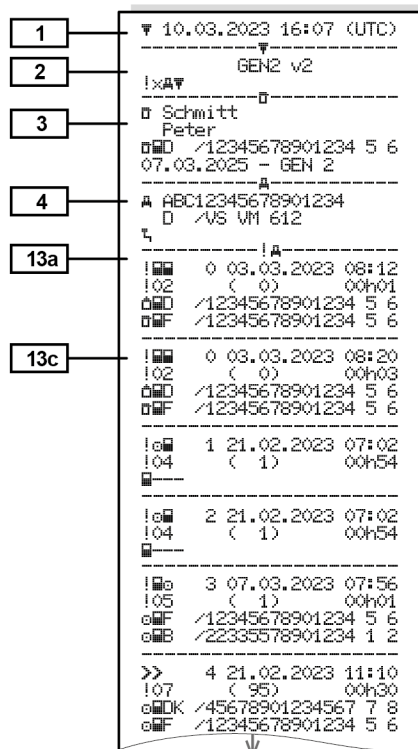 1
▼ 10.03.2023 16:07 (UTC)
2
GEN2 v2
!×A▼
3
Schmitt
Peter
D /12345678901234 5 6
07.03.2025 - GEN 2
4
A ABC12345678901234
D /VS VM 612
13a
! 0 03.03.2023 08:12
!02 ( 0) 00h01
D /12345678901234 5 6
F /12345678901234 5 6
13c
! 0 03.03.2023 08:20
!02 ( 0) 00h03
D /12345678901234 5 6
F /12345678901234 5 6
! 1 21.02.2023 07:02
!04 ( 1) 00h54
---
! 2 21.02.2023 07:02
!04 ( 1) 00h54
---
! 3 07.03.2023 07:56
!05 ( 1) 00h01
F /12345678901234 5 6
B /22335578901234 1 2
>> 4 21.02.2023 11:10
!07 ( 95) 00h30
DK /45678901234567 7 8
F /12345678901234 5 6